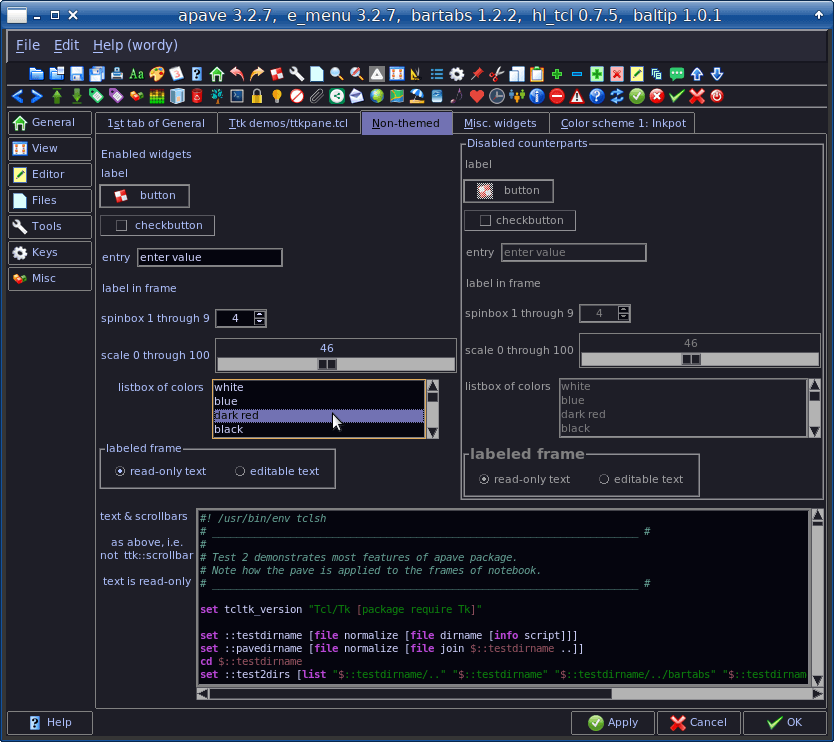 apave 3.2.7, e_menu 3.2.7, bartabs 1.2.2, hl_tcl 0.7.5, baltip 1.0.1
File Edit Help (wordy)
Aa
General
View
Editor
Files
Tools
Keys
Misc
1st tab of General Ttk demos/ttkpane.tcl Non-themed Misc. widgets Color scheme 1: Inkpot
Enabled widgets
label
button
checkbutton
entry enter value
label in frame
spinbox 1 through 9 4
46
scale 0 through 100
listbox of colors white
blue
dark red
black
labeled frame
read-only text editable text
Disabled counterparts
label
button
checkbutton
entry enter value
label in frame
spinbox 1 through 9 4
46
scale 0 through 100
listbox of colors white
blue
dark red
black
labeled frame
read-only text editable text
text & scrollbars
as above, i.e.
not ttk::scrollbar
text is read-only
#! /usr/bin/env tclsh
# ___________________________________________________________________ #
#
# Test 2 demonstrates most features of apave package.
# Note how the pave is applied to the frames of notebook.
# ___________________________________________________________________ #
set tcltk_version "Tcl/Tk [package require Tk]"
set ::testdirname [file normalize [file dirname [info script]]]
set ::pavedirname [file normalize [file join $::testdirname ..]]
cd $::testdirname
set ::test2dirs [list "$::testdirname/.." "$::testdirname" "$::testdirname/../bartabs" "$::testdirnam
Help Apply Cancel OK